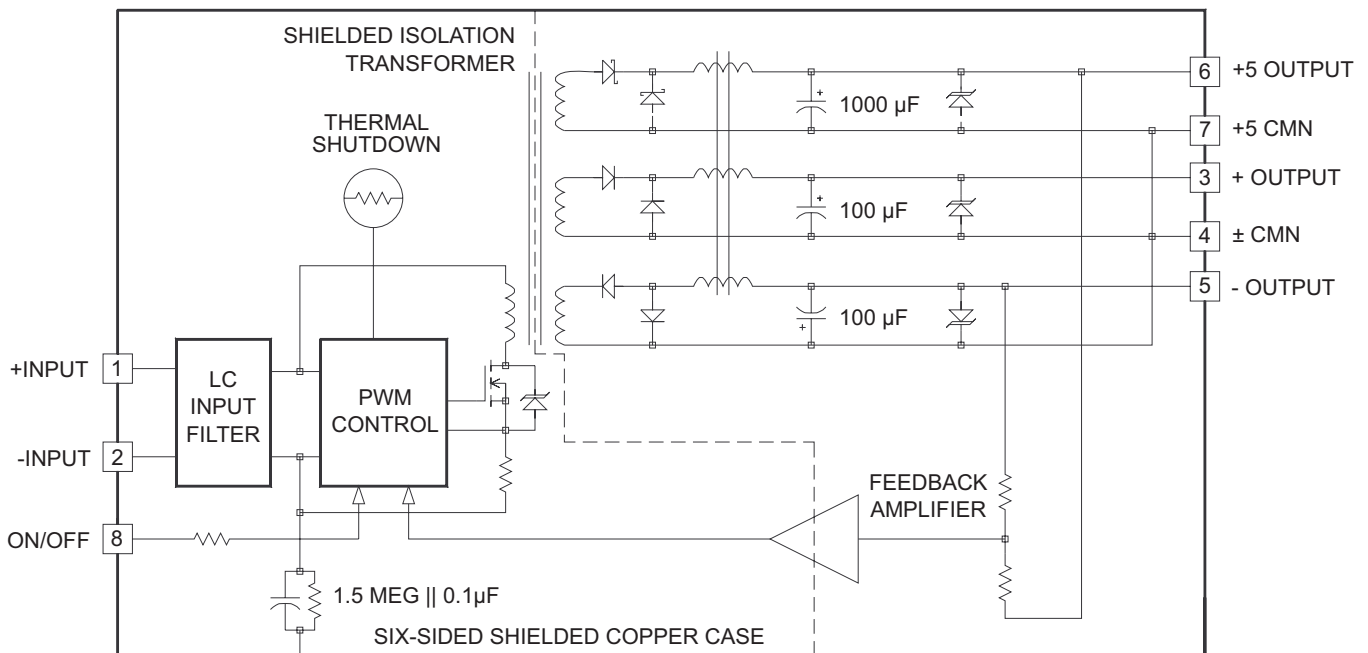 SHIELDED ISOLATION
TRANSFORMER
THERMAL
SHUTDOWN
+
1000 µF
6
+5 OUTPUT
7
+5 CMN
3
+ OUTPUT
+
100 µF
4
± CMN
5
- OUTPUT
100 µF
+
+INPUT
1
LC
INPUT
FILTER
PWM
CONTROL
-INPUT
2
FEEDBACK
AMPLIFIER
ON/OFF
8
1.5 MEG || 0.1µF
SIX-SIDED SHIELDED COPPER CASE